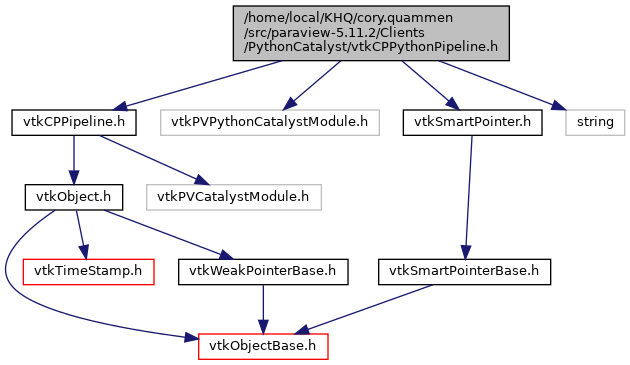 /home/local/KHQ/cory.quammen
/src/paraview-5.11.2/Clients
/PythonCatalyst/vtkCPPythonPipeline.h
vtkCPPipeline.h
vtkPVPythonCatalystModule.h
vtkSmartPointer.h
string
vtkObject.h
vtkPVCatalystModule.h
vtkTimeStamp.h
vtkWeakPointerBase.h
vtkSmartPointerBase.h
vtkObjectBase.h